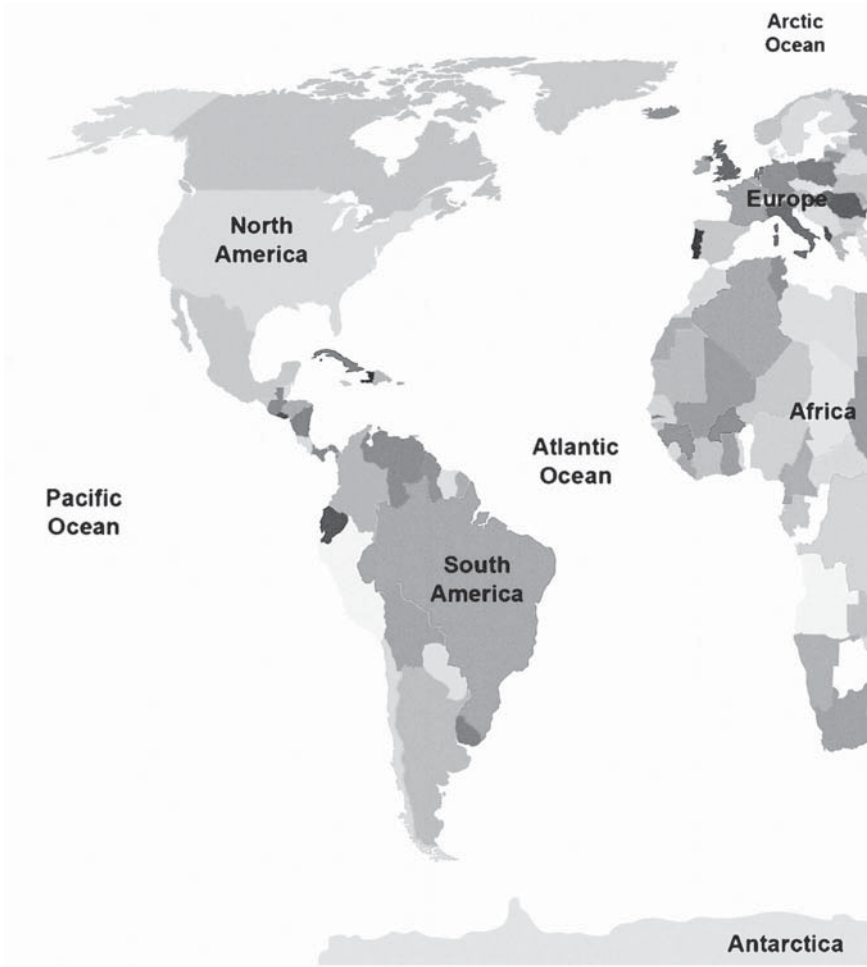 Arctic
Ocean
North
America
Europe
Africa
Atlantic
Ocean
Pacific
Ocean
South
America
Antarctica